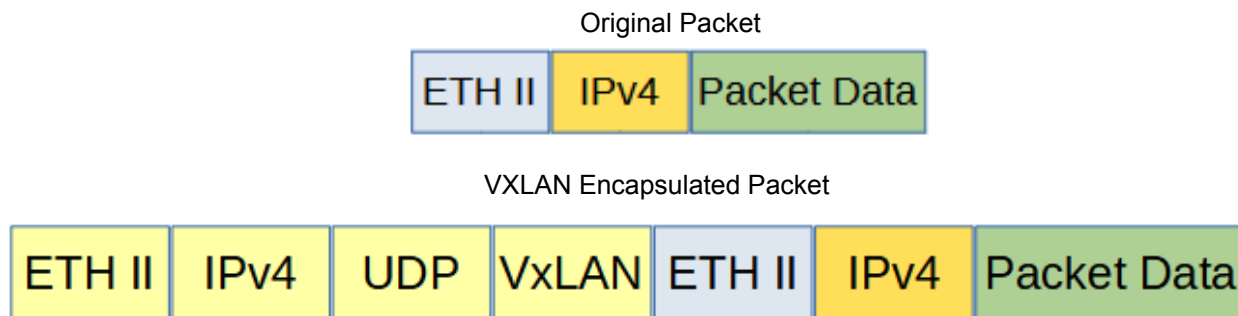 Original Packet
ETH II IPv4 Packet Data
VXLAN Encapsulated Packet
ETH II IPv4 UDP VxLAN ETH II IPv4 Packet Data